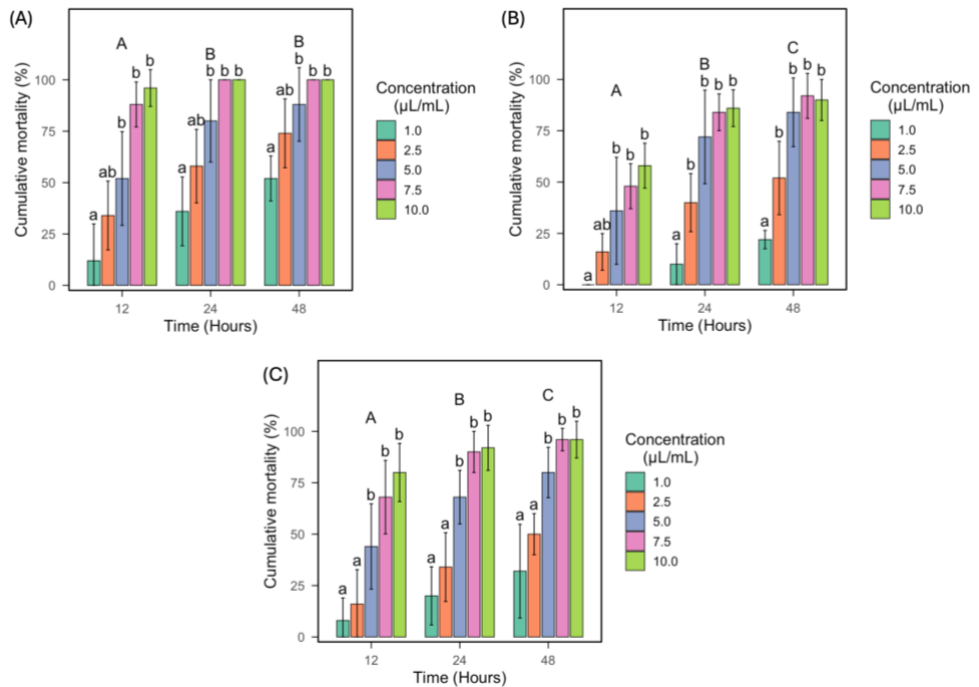 (A)
A
B
B
a
ab
b
b
b
a
ab
b
b
b
a
ab
b
b
b
Cumulative mortality (%)
100
75
50
25
0
12
24
48
Time (Hours)
Concentration
(µL/mL)
1.0
2.5
5.0
7.5
10.0
(B)
A
B
C
a
ab
b
b
b
a
b
b
b
b
a
b
b
b
b
Cumulative mortality (%)
100
75
50
25
0
12
24
48
Time (Hours)
Concentration
(µL/mL)
1.0
2.5
5.0
7.5
10.0
(C)
A
B
C
a
a
b
b
b
a
a
b
b
b
a
a
b
b
b
Cumulative mortality (%)
100
75
50
25
0
12
24
48
Time (Hours)
Concentration
(µL/mL)
1.0
2.5
5.0
7.5
10.0